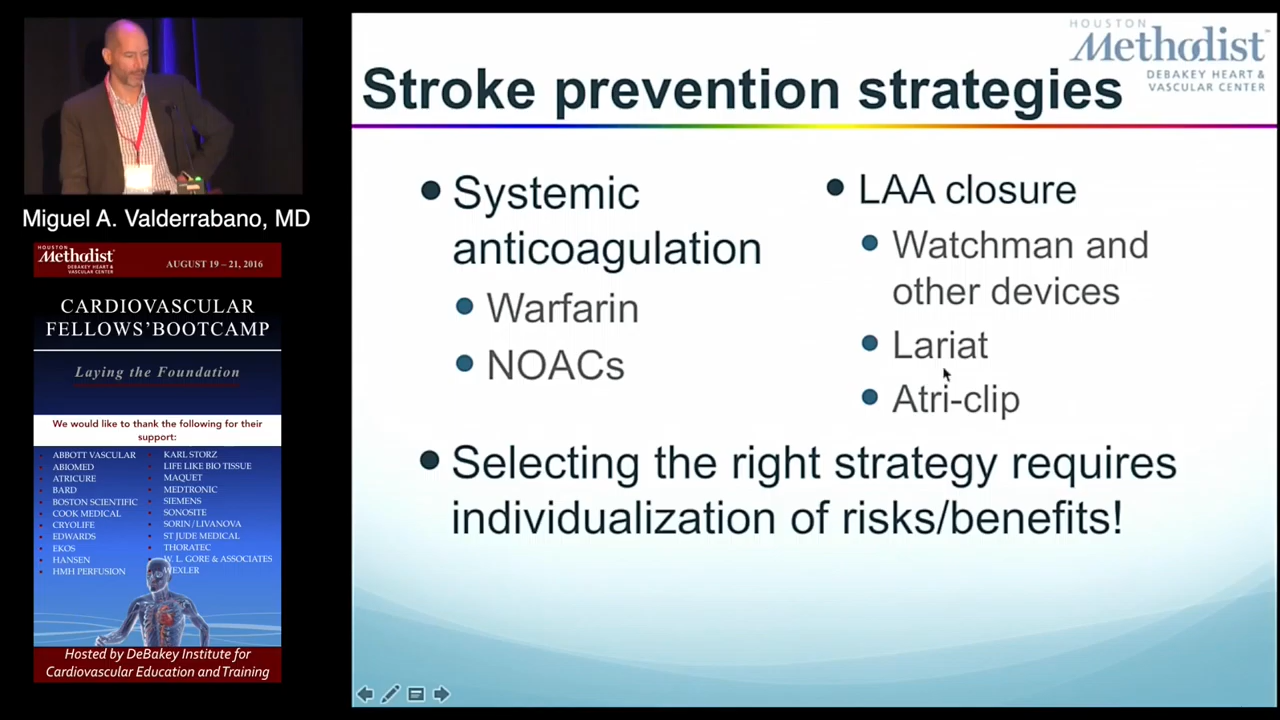 Miguel A. Valderrabano, MD
HOUSTON
Methodist
DEBAKEY HEART &
VASCULAR CENTER
AUGUST 19 – 21, 2016
CARDIOVASCULAR
FELLOWS'BOOTCAMP
Laying the Foundation
We would like to thank the following for their
support:
ABBOTT VASCULAR
ABIOMED
ATRICURE
BARD
BOSTON SCIENTIFIC
COOK MEDICAL
CRYOLIFE
EDWARDS
EKOS
HANSEN
HMH PERFUSION
KARL STORZ
LIFE LIKE BIO TISSUE
MAQUET
MEDTRONIC
SIEMENS
SONOSITE
SORIN/LIVANOVA
ST JUDE MEDICAL
THORATEC
W. L. GORE & ASSOCIATES
WEXLER
Hosted by DeBakey Institute for
Cardiovascular Education and Training
HOUSTON
Methodist
DEBAKEY HEART &
VASCULAR CENTER
Stroke prevention strategies
• Systemic
anticoagulation
• Warfarin
• NOACs
• LAA closure
• Watchman and
other devices
• Lariat
• Atri-clip
• Selecting the right strategy requires
individualization of risks/benefits!